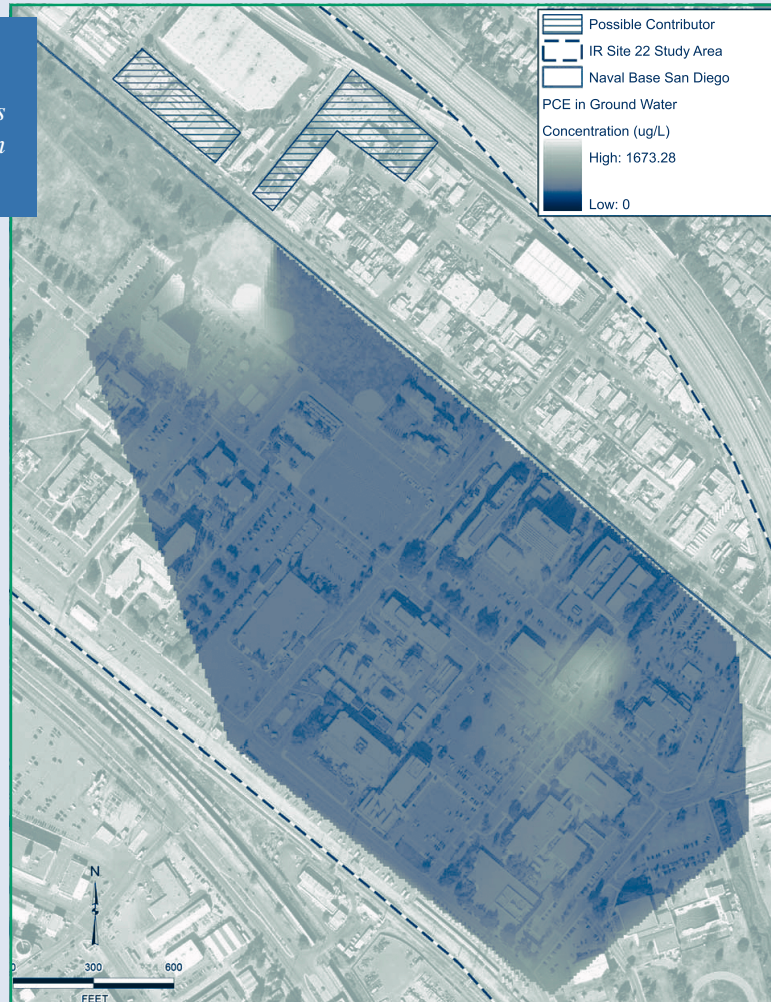 Possible Contributor
IR Site 22 Study Area
Naval Base San Diego
PCE in Ground Water
Concentration (ug/L)
High: 1673.28
Low: 0
s
n
N
0 300 600
FEET